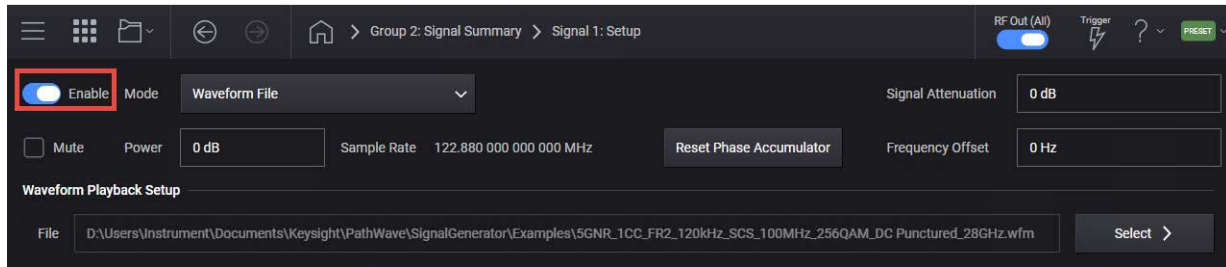 Group 2: Signal Summary > Signal 1: Setup RF Out (All) Trigger ? PRESET
Enable Mode Waveform File Signal Attenuation 0 dB
Mute Power 0 dB Sample Rate 122.880 000 000 000 MHz Reset Phase Accumulator Frequency Offset 0 Hz
Waveform Playback Setup
File D:\Users\Instrument\Documents\Keysight\PathWave\SignalGenerator\Examples\5GNR_1CC_FR2_120kHz_SCS_100MHz_256QAM_DC Punctured_28GHz.wfm Select >